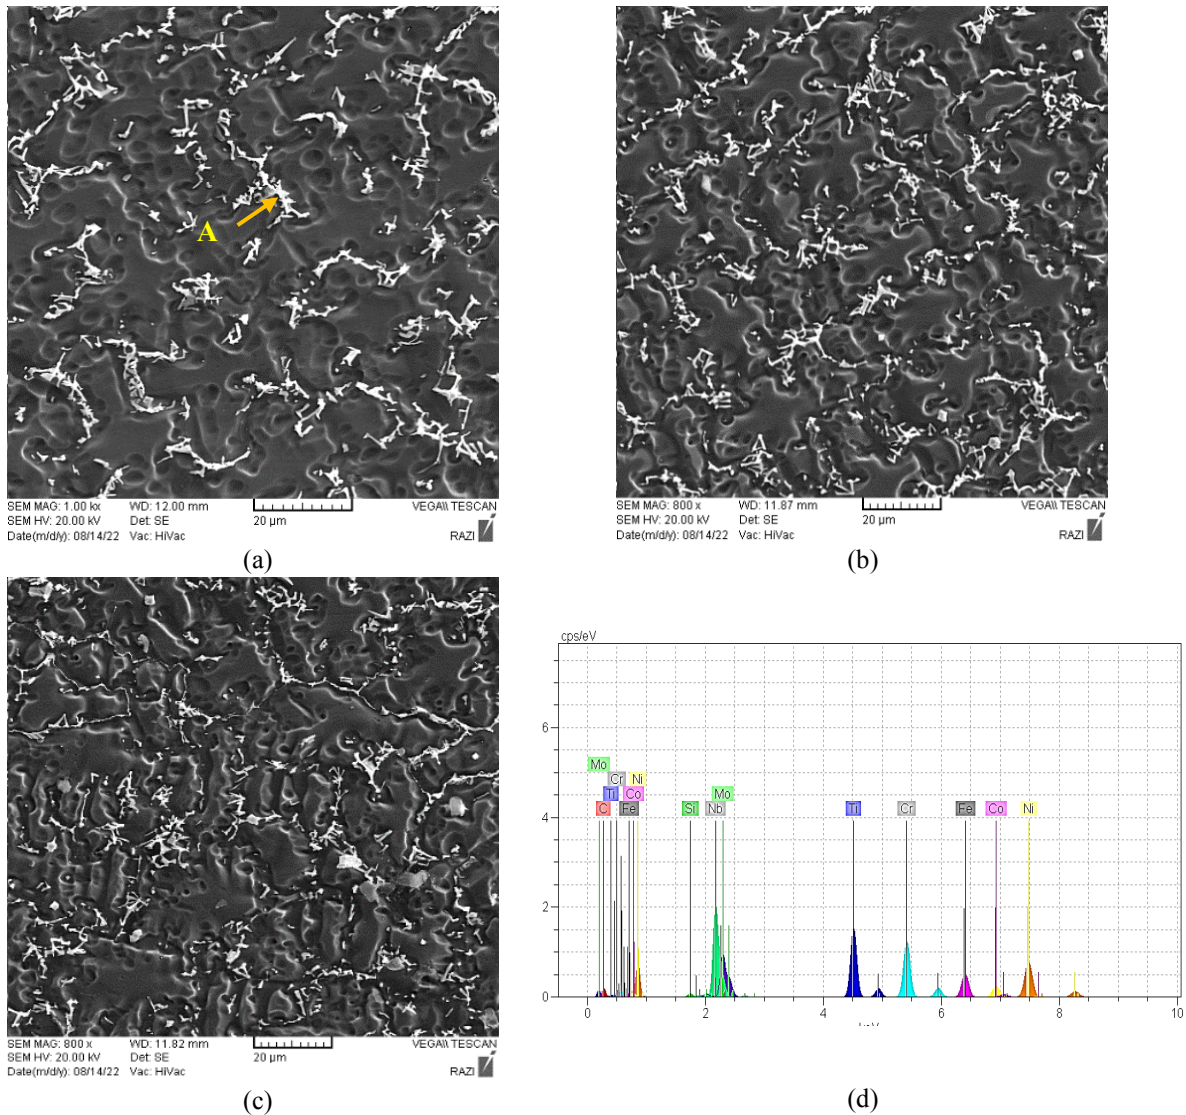 A
SEM MAG: 1.00 kx WD: 12.00 mm VEGA\\ TESCAN
SEM HV: 20.00 kV Det: SE 20 µm
Date(m/d/y): 08/14/22 Vac: HiVac RAZI
(a)
SEM MAG: 800 x WD: 11.87 mm VEGA\\ TESCAN
SEM HV: 20.00 kV Det: SE 20 µm
Date(m/d/y): 08/14/22 Vac: HiVac RAZI
(b)
SEM MAG: 800 x WD: 11.82 mm VEGA\\ TESCAN
SEM HV: 20.00 kV Det: SE 20 µm
Date(m/d/y): 08/14/22 Vac: HiVac RAZI
(c)
cps/eV
6
Mo
Cr Ni
Ti Co Mo
C Fe Si Nb Ti Cr Fe Co Ni
4
2
0
0 2 4 6 8 10
(d)